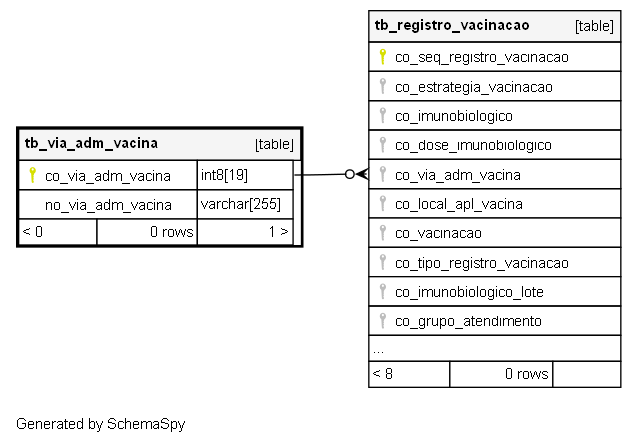 tb_registro_vacinacao [table]
co_seq_registro_vacinacao
co_estrategia_vacinacao
co_imunobiologico
co_dose_imunobiologico
co_via_adm_vacina
co_local_apl_vacina
co_vacinacao
co_tipo_registro_vacinacao
co_imunobiologico_lote
co_grupo_atendimento
...
< 8 0 rows
tb_via_adm_vacina [table]
co_via_adm_vacina int8[19]
no_via_adm_vacina varchar[255]
< 0 0 rows 1 >
Generated by SchemaSpy